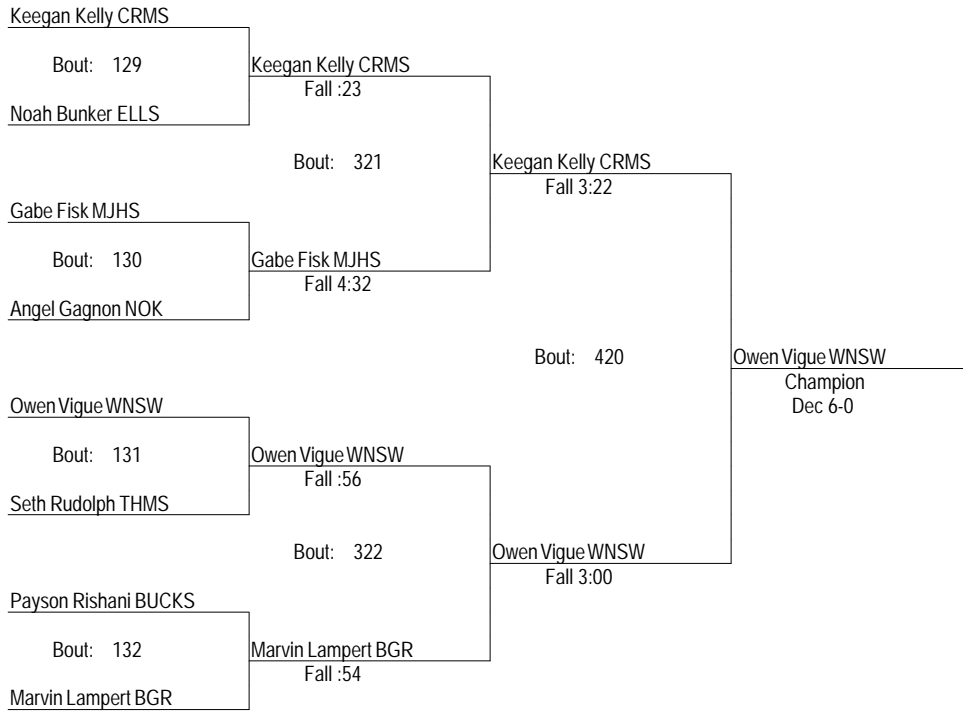 Keegan Kelly CRMS
Bout: 129
Keegan Kelly CRMS
Fall :23
Noah Bunker ELLS
Bout: 321
Keegan Kelly CRMS
Fall 3:22
Gabe Fisk MJHS
Bout: 130
Gabe Fisk MJHS
Fall 4:32
Angel Gagnon NOK
Bout: 420
Owen Vigue WNSW
Champion
Dec 6-0
Owen Vigue WNSW
Bout: 131
Owen Vigue WNSW
Fall :56
Seth Rudolph THMS
Bout: 322
Owen Vigue WNSW
Fall 3:00
Payson Rishani BUCKS
Bout: 132
Marvin Lampert BGR
Fall :54
Marvin Lampert BGR